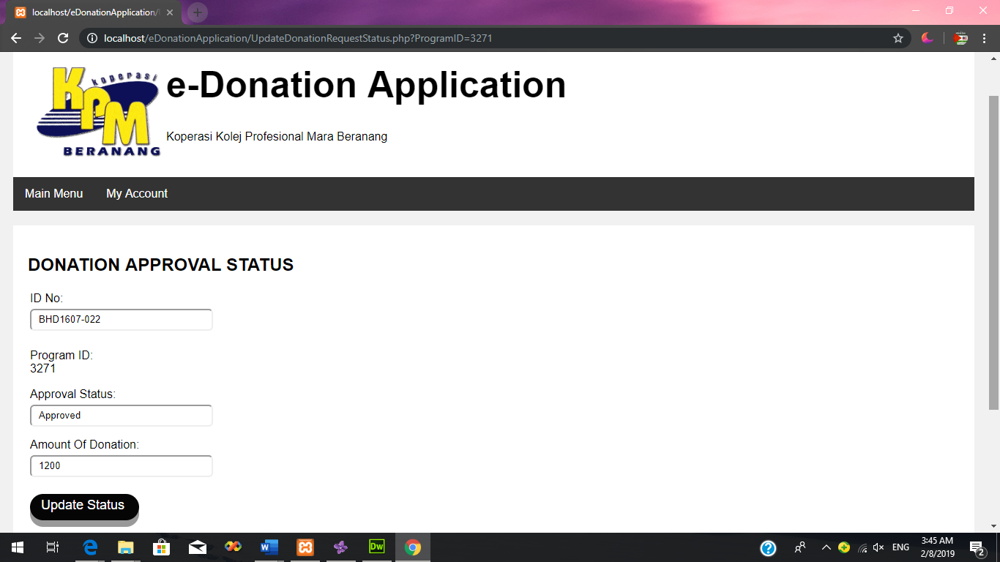 localhost/eDonationApplication/
localhost/eDonationApplication/UpdateDonationRequestStatus.php?ProgramID=3271
koperasi
KPM
BERANANG
e-Donation Application
Koperasi Kolej Profesional Mara Beranang
Main Menu
My Account
DONATION APPROVAL STATUS
ID No:
BHD1607-022
Program ID:
3271
Approval Status:
Approved
Amount Of Donation:
1200
Update Status
Dw
ENG
3:45 AM
2/8/2019
2